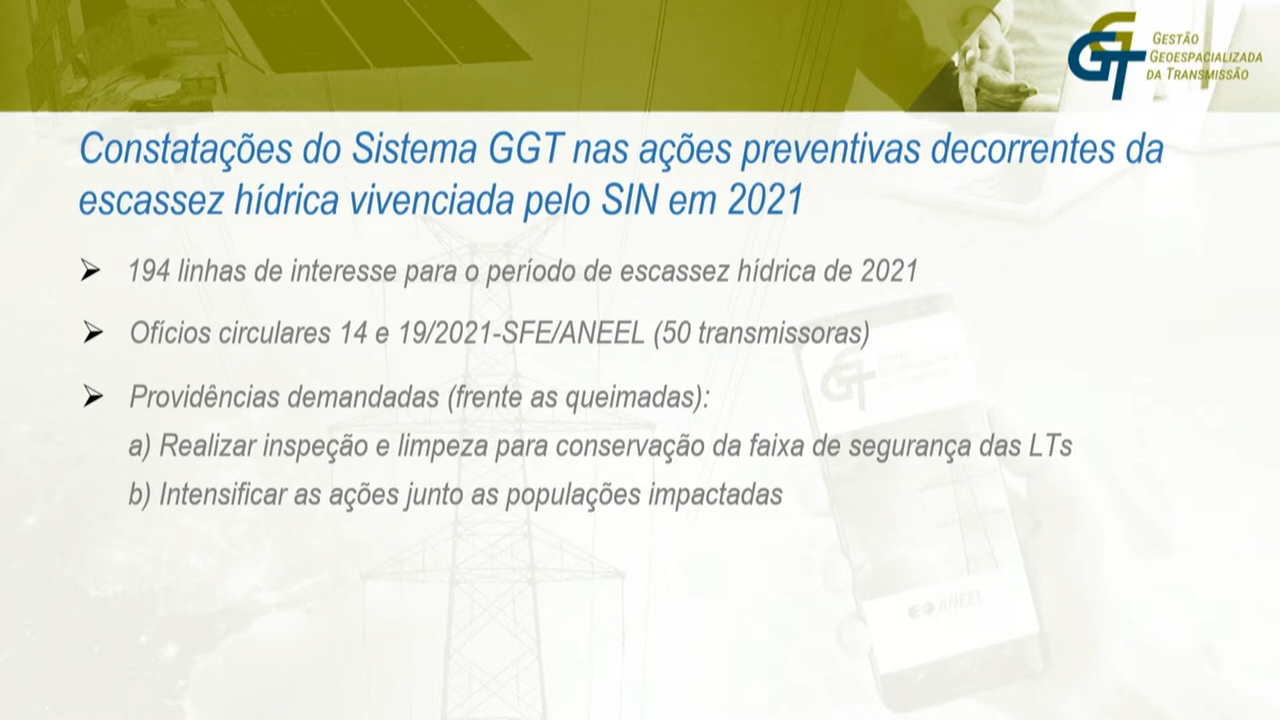 GGT
GESTÃO
GEOESPACIALIZADA
DA TRANSMISSÃO
Constatações do Sistema GGT nas ações preventivas decorrentes da
escassez hídrica vivenciada pelo SIN em 2021
194 linhas de interesse para o período de escassez hídrica de 2021
Ofícios circulares 14 e 19/2021-SFE/ANEEL (50 transmissoras)
Providências demandadas (frente as queimadas):
a) Realizar inspeção e limpeza para conservação da faixa de segurança das LTs
b) Intensificar as ações junto as populações impactadas
GGT
ANEEL